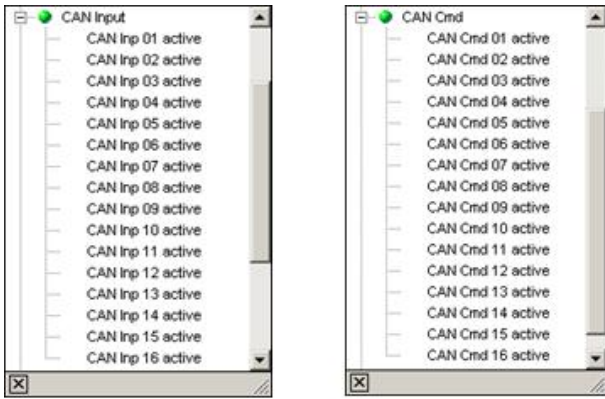 CAN Input
CAN Inp 01 active
CAN Inp 02 active
CAN Inp 03 active
CAN Inp 04 active
CAN Inp 05 active
CAN Inp 06 active
CAN Inp 07 active
CAN Inp 08 active
CAN Inp 09 active
CAN Inp 10 active
CAN Inp 11 active
CAN Inp 12 active
CAN Inp 13 active
CAN Inp 14 active
CAN Inp 15 active
CAN Inp 16 active
CAN Cmd
CAN Cmd 01 active
CAN Cmd 02 active
CAN Cmd 03 active
CAN Cmd 04 active
CAN Cmd 05 active
CAN Cmd 06 active
CAN Cmd 07 active
CAN Cmd 08 active
CAN Cmd 09 active
CAN Cmd 10 active
CAN Cmd 11 active
CAN Cmd 12 active
CAN Cmd 13 active
CAN Cmd 14 active
CAN Cmd 15 active
CAN Cmd 16 active